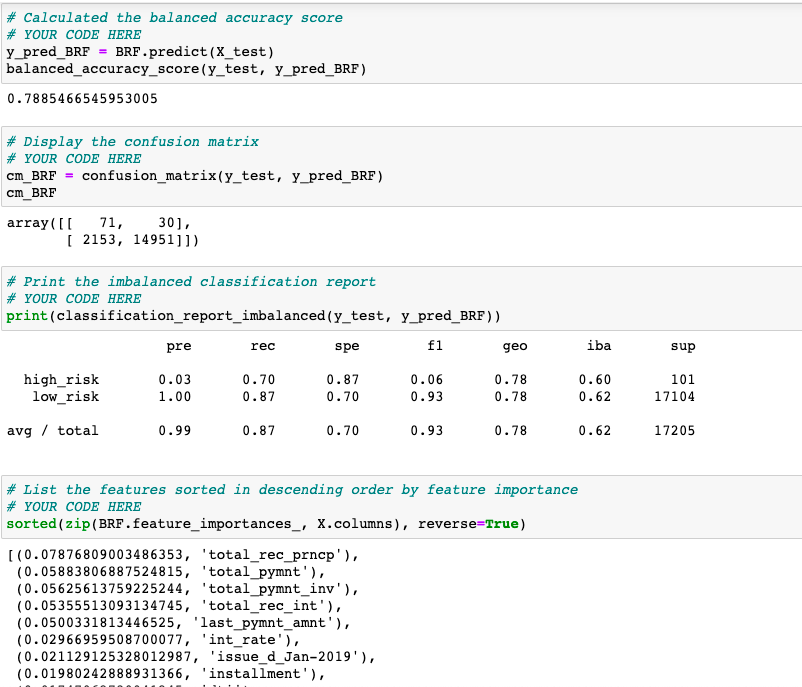 # Calculated the balanced accuracy score
# YOUR CODE HERE
y_pred_BRF = BRF.predict(X_test)
balanced_accuracy_score(y_test, y_pred_BRF)
0.7885466545953005
# Display the confusion matrix
# YOUR CODE HERE
cm_BRF = confusion_matrix(y_test, y_pred_BRF)
cm_BRF
array([[   71,    30],
       [ 2153, 14951]])
# Print the imbalanced classification report
# YOUR CODE HERE
print(classification_report_imbalanced(y_test, y_pred_BRF))
                   pre       rec       spe        f1       geo       iba       sup
  high_risk       0.03      0.70      0.87      0.06      0.78      0.60       101
   low_risk       1.00      0.87      0.70      0.93      0.78      0.62     17104
avg / total       0.99      0.87      0.70      0.93      0.78      0.62     17205
# List the features sorted in descending order by feature importance
# YOUR CODE HERE
sorted(zip(BRF.feature_importances_, X.columns), reverse=True)
[(0.07876809003486353, 'total_rec_prncp'),
 (0.05883806887524815, 'total_pymnt'),
 (0.05625613759225244, 'total_pymnt_inv'),
 (0.05355513093134745, 'total_rec_int'),
 (0.0500331813446525, 'last_pymnt_amnt'),
 (0.02966959508700077, 'int_rate'),
 (0.021129125328012987, 'issue_d_Jan-2019'),
 (0.01980242888931366, 'installment'),